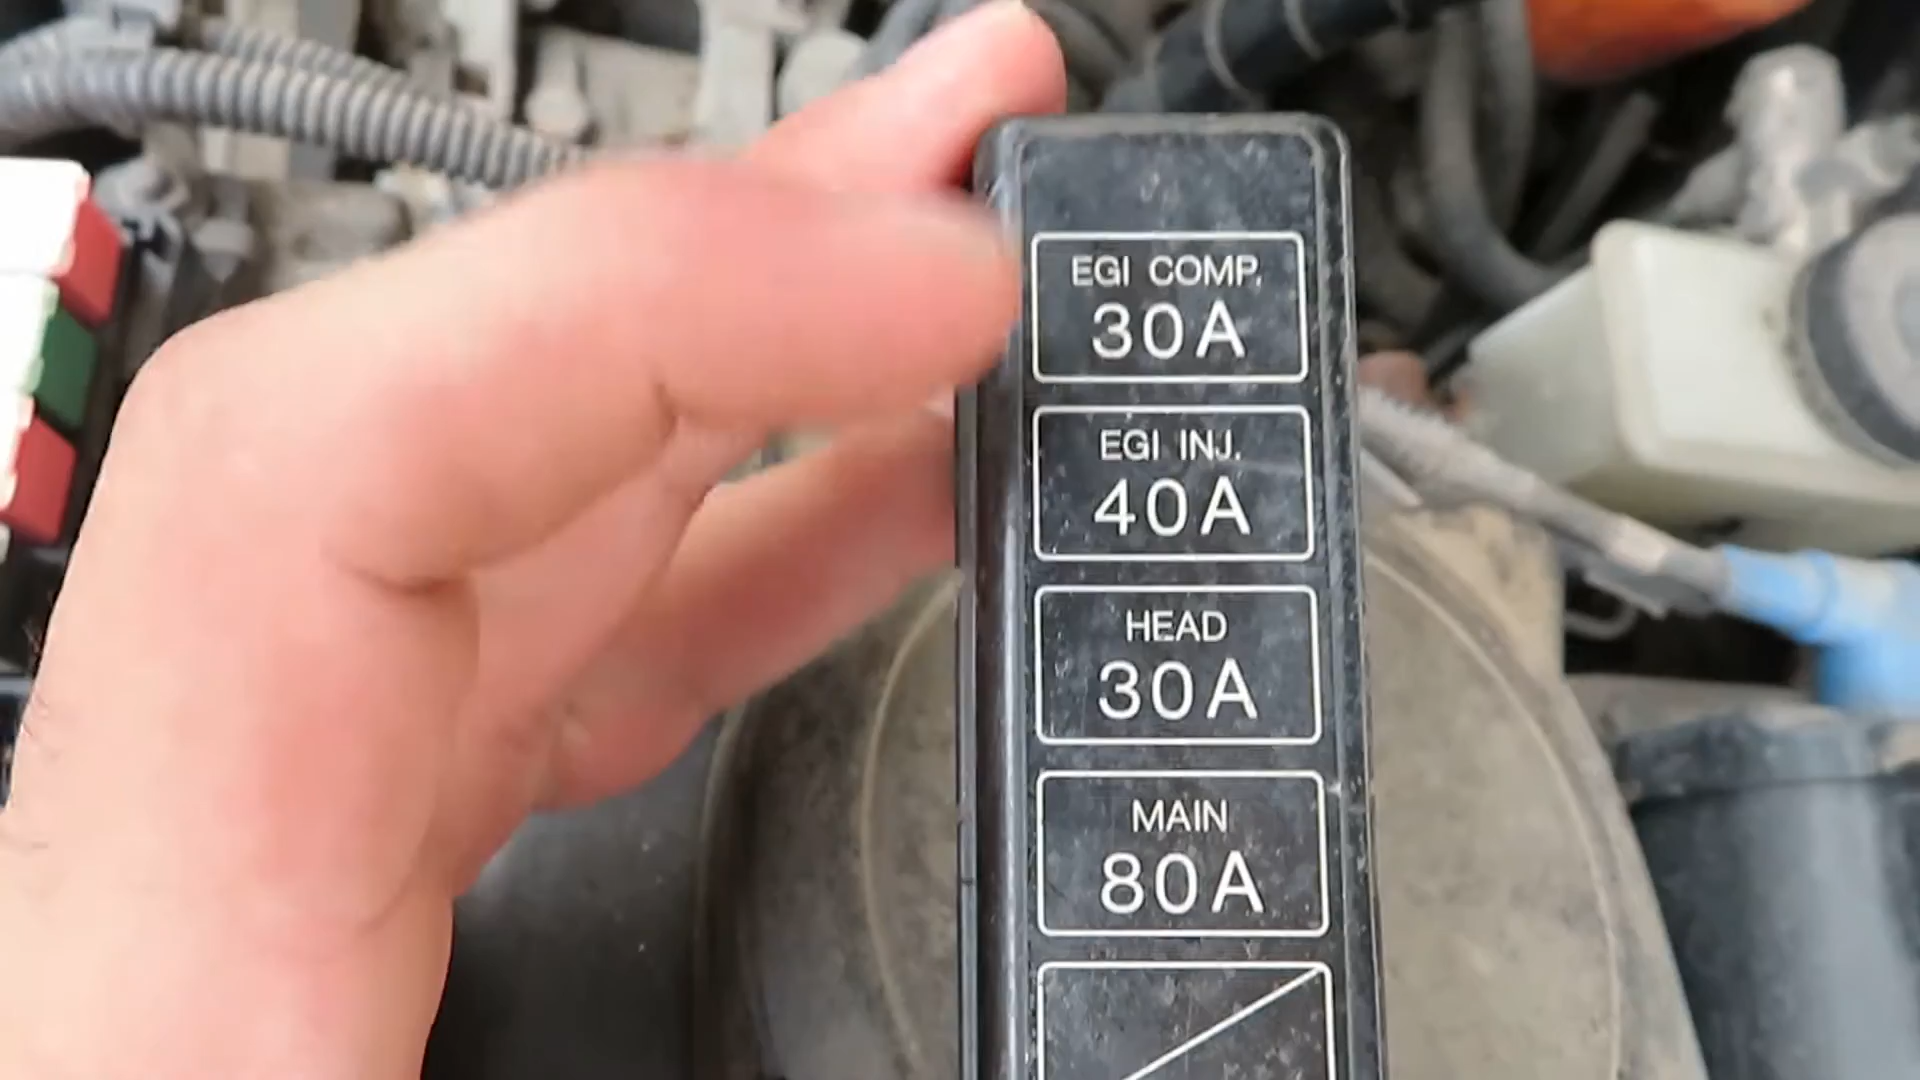 EGI COMP.
30A
EGI INJ.
40A
HEAD
30A
MAIN
80A